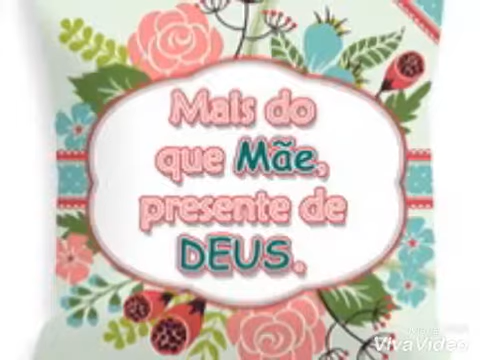 Mais do
que Mãe,
presente de
DEUS.
VivaVideo